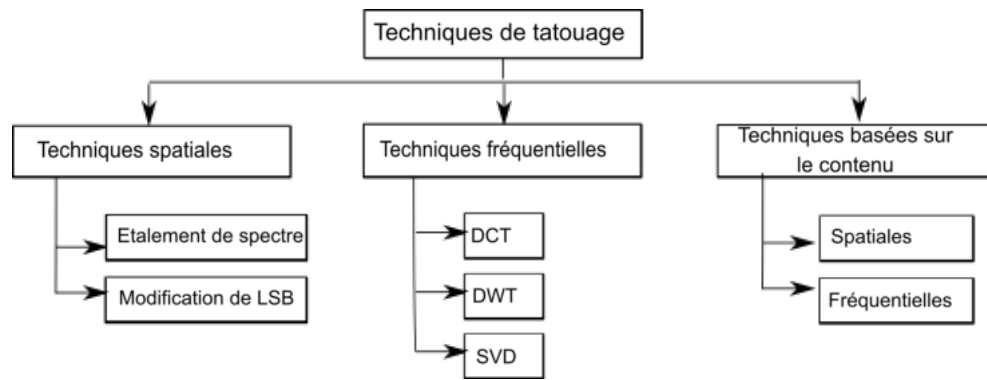 Techniques de tatouage
Techniques spatiales
Techniques fréquentielles
Techniques basées sur
le contenu
Etalement de spectre
Modification de LSB
DCT
DWT
SVD
Spatiales
Fréquentielles